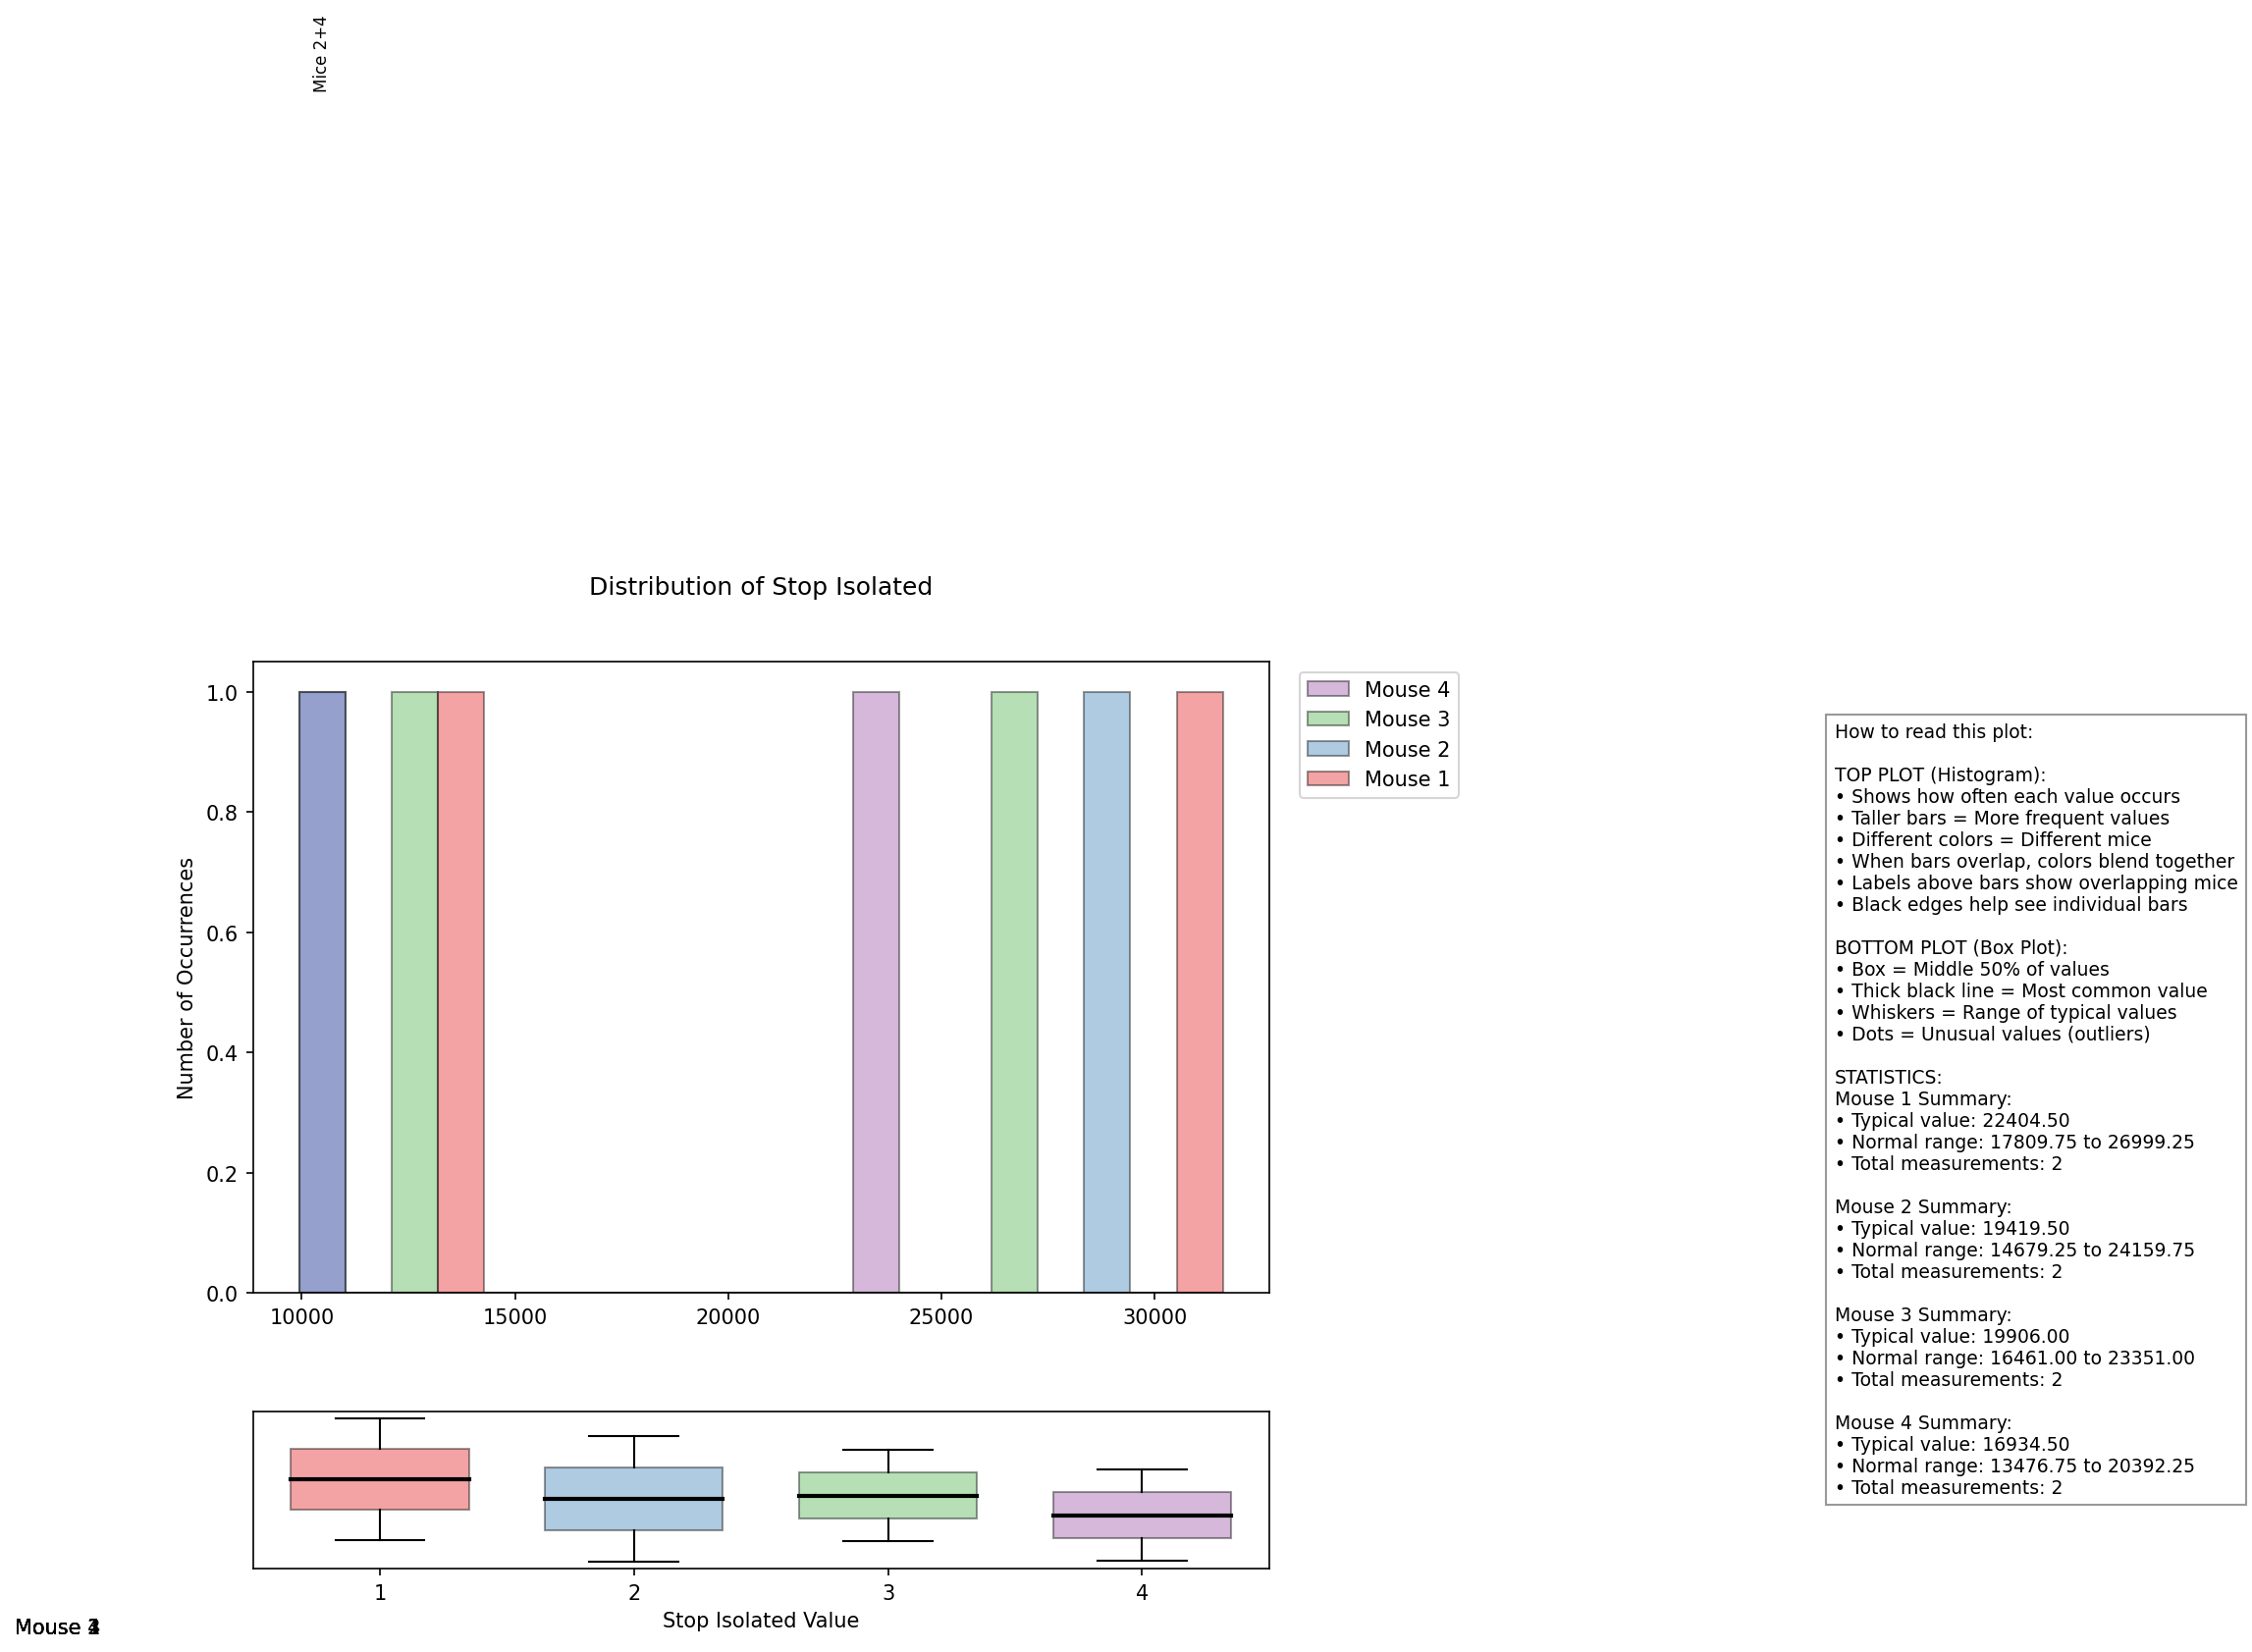 Mice 2+4
Distribution of Stop Isolated
Number of Occurrences
1.0
0.8
0.6
0.4
0.2
0.0
10000 15000 20000 25000 30000
Mouse 4
Mouse 3
Mouse 2
Mouse 1
1 2 3 4
Stop Isolated Value
Mouse
How to read this plot:
TOP PLOT (Histogram):
• Shows how often each value occurs
• Taller bars = More frequent values
• Different colors = Different mice
• When bars overlap, colors blend together
• Labels above bars show overlapping mice
• Black edges help see individual bars
BOTTOM PLOT (Box Plot):
• Box = Middle 50% of values
• Thick black line = Most common value
• Whiskers = Range of typical values
• Dots = Unusual values (outliers)
STATISTICS:
Mouse 1 Summary:
• Typical value: 22404.50
• Normal range: 17809.75 to 26999.25
• Total measurements: 2
Mouse 2 Summary:
• Typical value: 19419.50
• Normal range: 14679.25 to 24159.75
• Total measurements: 2
Mouse 3 Summary:
• Typical value: 19906.00
• Normal range: 16461.00 to 23351.00
• Total measurements: 2
Mouse 4 Summary:
• Typical value: 16934.50
• Normal range: 13476.75 to 20392.25
• Total measurements: 2